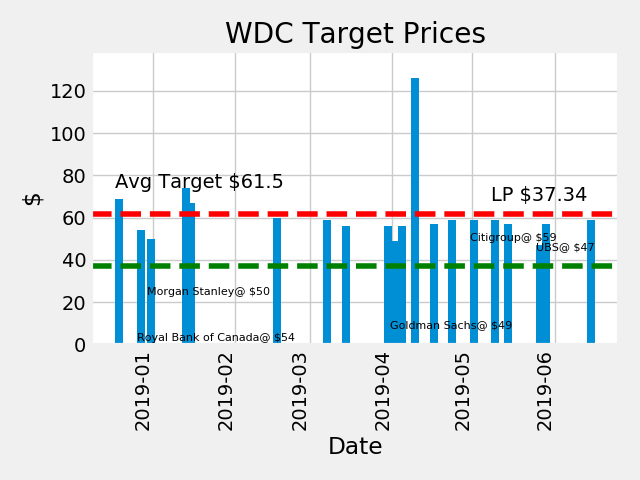 WDC Target Prices
120
100
80
60
40
20
0
$
Avg Target $61.5
LP $37.34
Citigroup@ $59
UBS@ $47
Morgan Stanley@ $50
Goldman Sachs@ $49
Royal Bank of Canada@ $54
2019-01
2019-02
2019-03
2019-04
2019-05
2019-06
Date